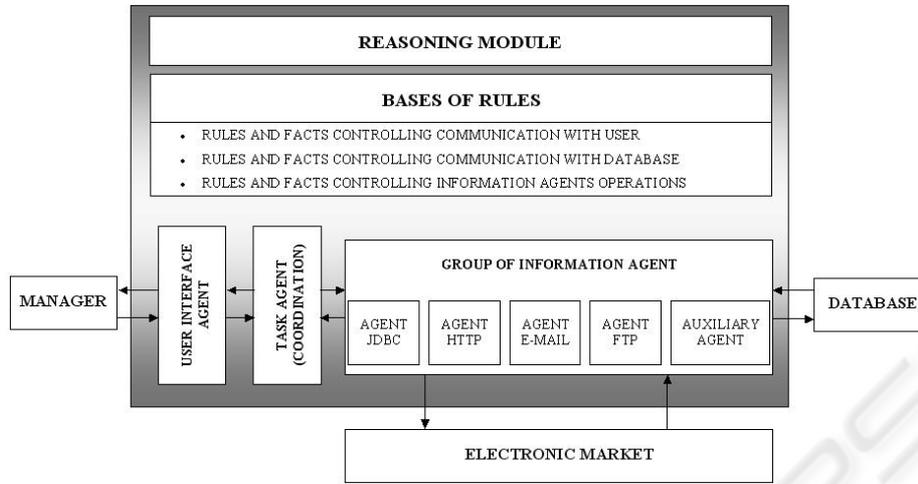 REASONING MODULE
BASES OF RULES
• RULES AND FACTS CONTROLLING COMMUNICATION WITH USER
• RULES AND FACTS CONTROLLING COMMUNICATION WITH DATABASE
• RULES AND FACTS CONTROLLING INFORMATION AGENTS OPERATIONS
MANAGER
USER INTERFACE
AGENT
TASK AGENT
(COORDINATION)
GROUP OF INFORMATION AGENT
AGENT
JDBC
AGENT
HTTP
AGENT
E-MAIL
AGENT
FTP
AUXILIARY
AGENT
DATABASE
ELECTRONIC MARKET